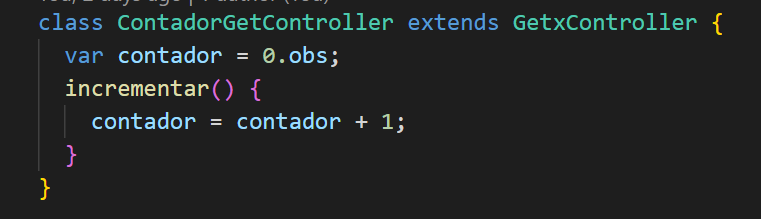 class ContadorGetController extends GetxController {
  var contador = 0.obs;
  incrementar() {
    contador = contador + 1;
  }
}